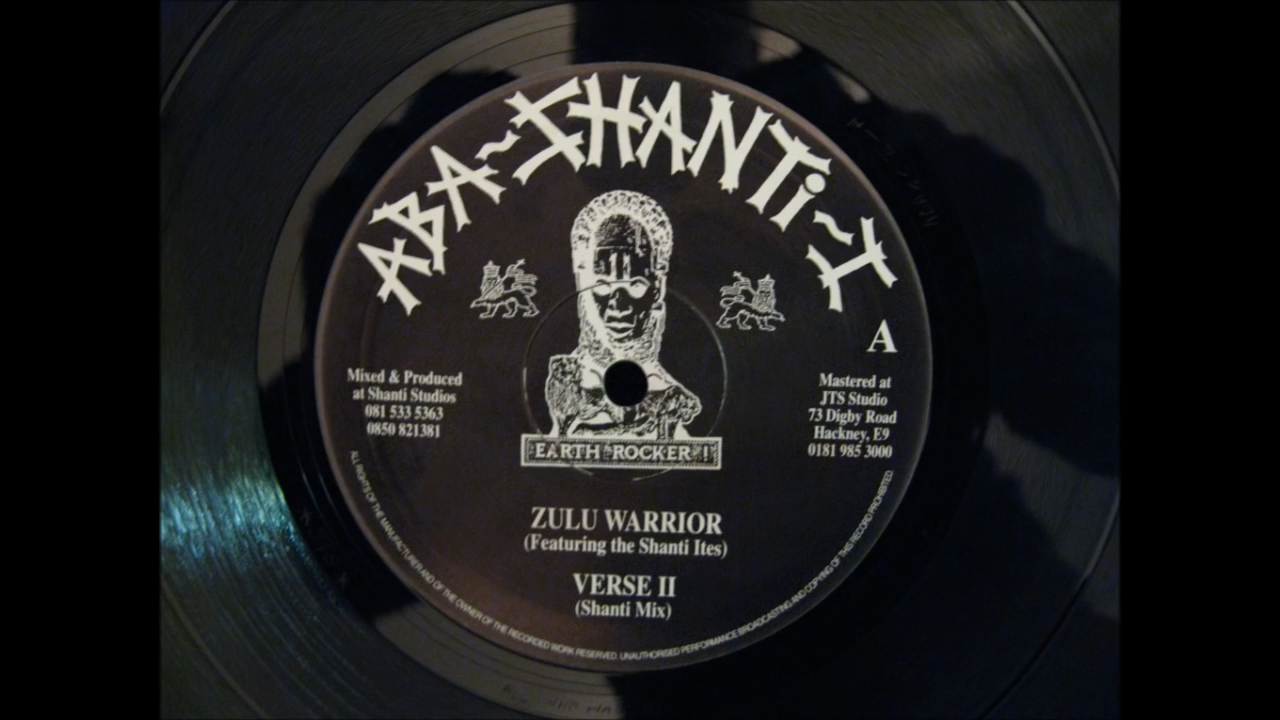 ABA~SHANTi~I
A
Mixed & Produced
at Shanti Studios
081 533 5363
0850 821381
Mastered at
JTS Studio
73 Digby Road
Hackney, E9
0181 985 3000
EARTH ROCKER !
ZULU WARRIOR
(Featuring the Shanti Ites)
VERSE II
(Shanti Mix)
ALL RIGHTS OF THE MANUFACTURER AND OF THE OWNER OF THE RECORDED WORK RESERVED. UNAUTHORISED PERFORMANCE BROADCASTING AND COPYING OF THIS RECORD PROHIBITED.